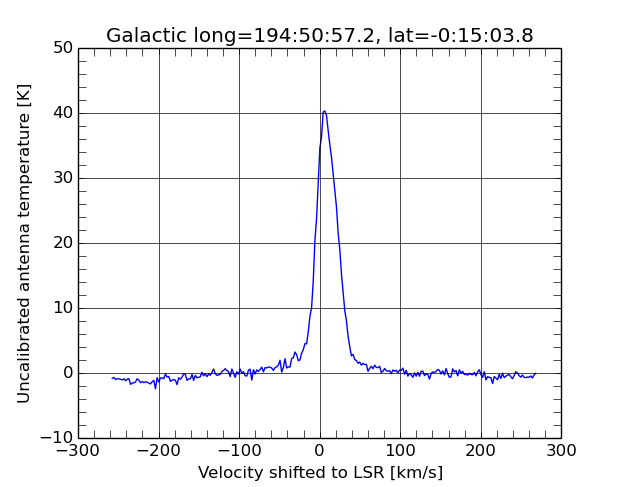 Galactic long=194:50:57.2, lat=-0:15:03.8
Uncalibrated antenna temperature [K]
50
40
30
20
10
0
−10
−300 −200 −100 0 100 200 300
Velocity shifted to LSR [km/s]